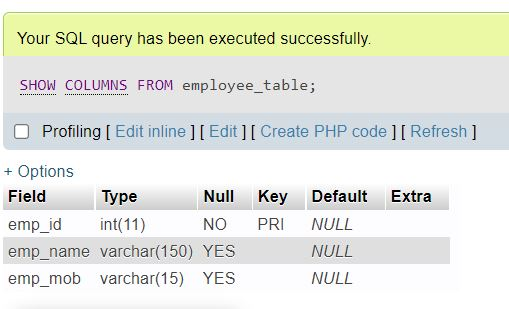 Your SQL query has been executed successfully.
SHOW COLUMNS FROM employee_table;
Profiling [ Edit inline ] [ Edit ] [ Create PHP code ] [ Refresh ]
+ Options
Field Type Null Key Default Extra
emp_id int(11) NO PRI NULL
emp_name varchar(150) YES NULL
emp_mob varchar(15) YES NULL